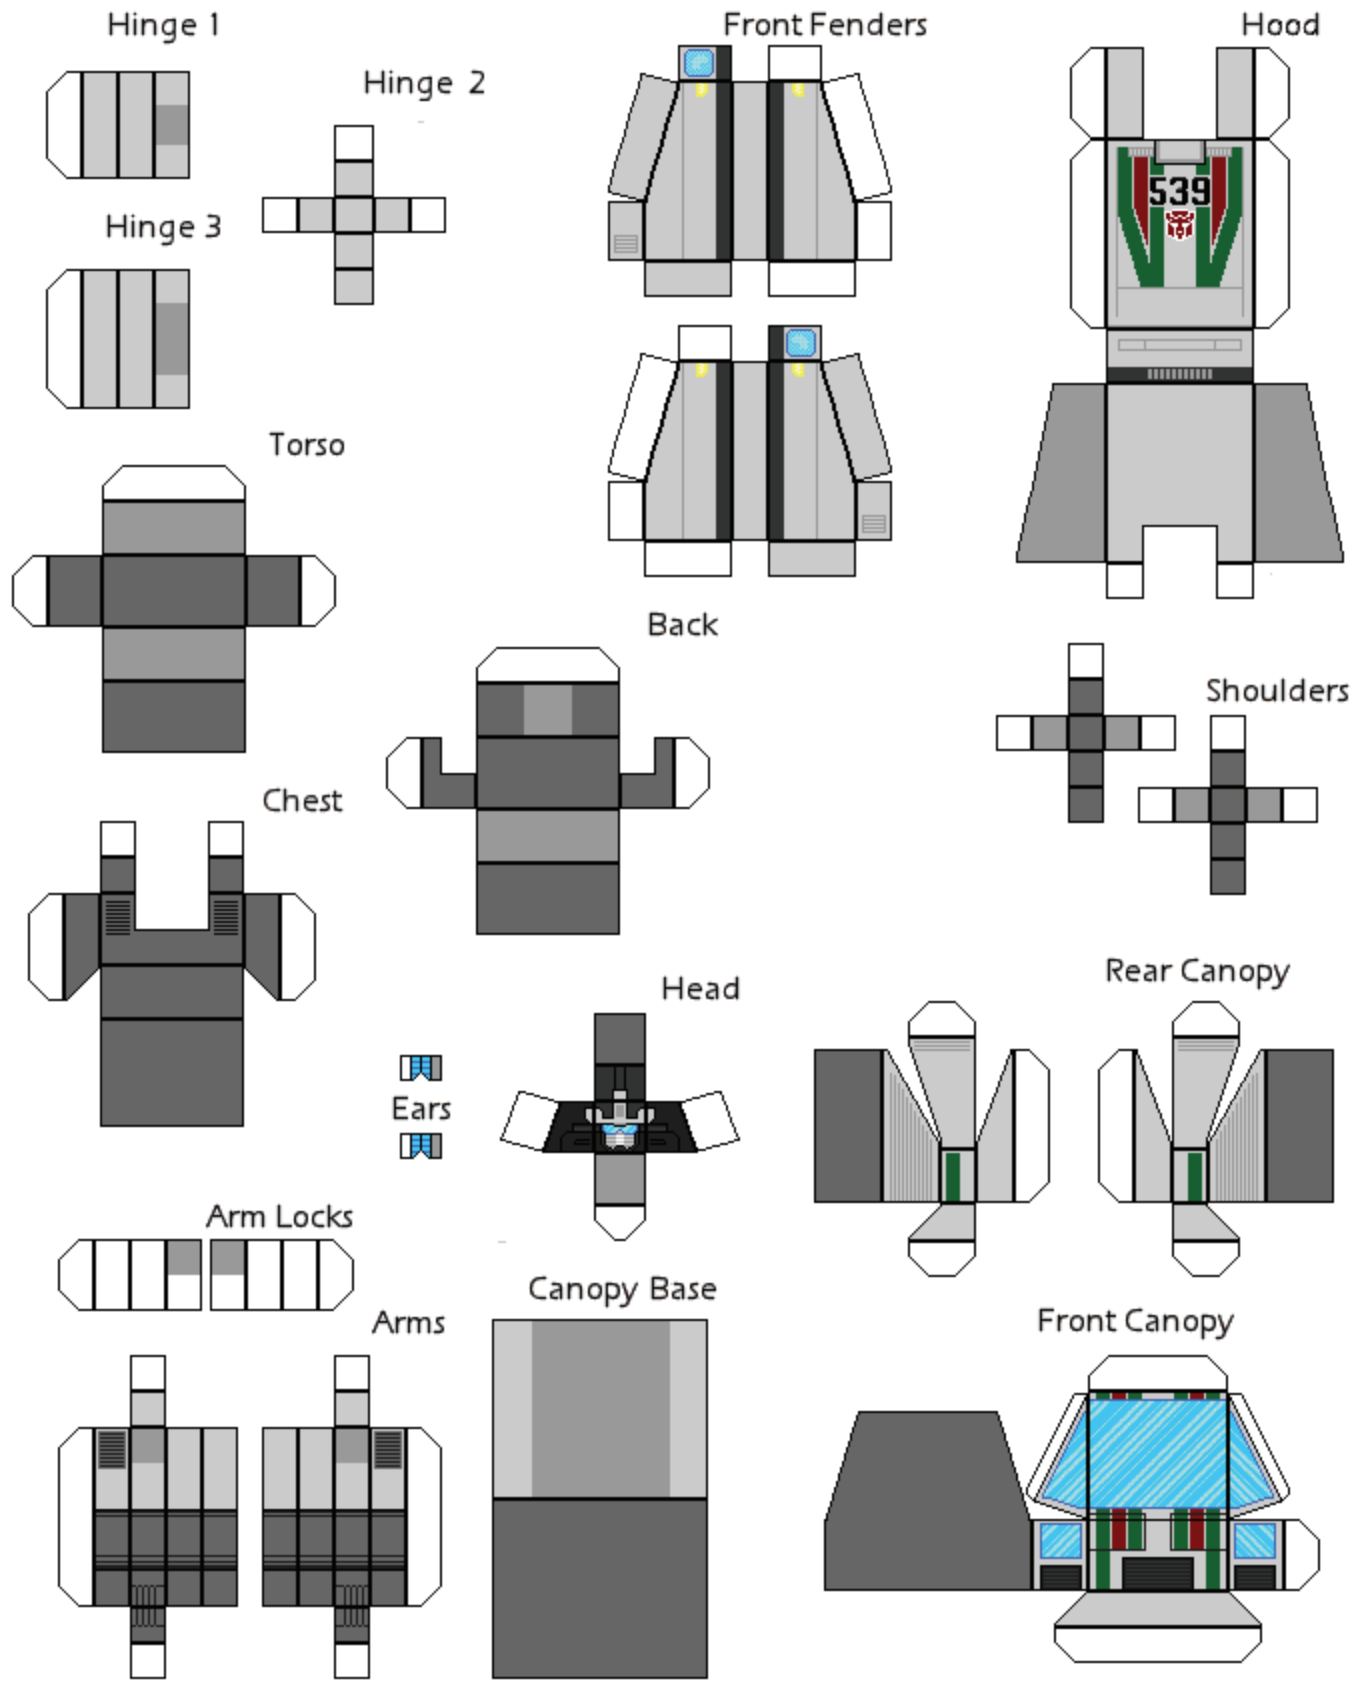 Hinge 1
Front Fenders
Hood
Hinge 2
539
Hinge 3
Torso
Back
Shoulders
Chest
Rear Canopy
Head
Ears
Arm Locks
Canopy Base
Front Canopy
Arms